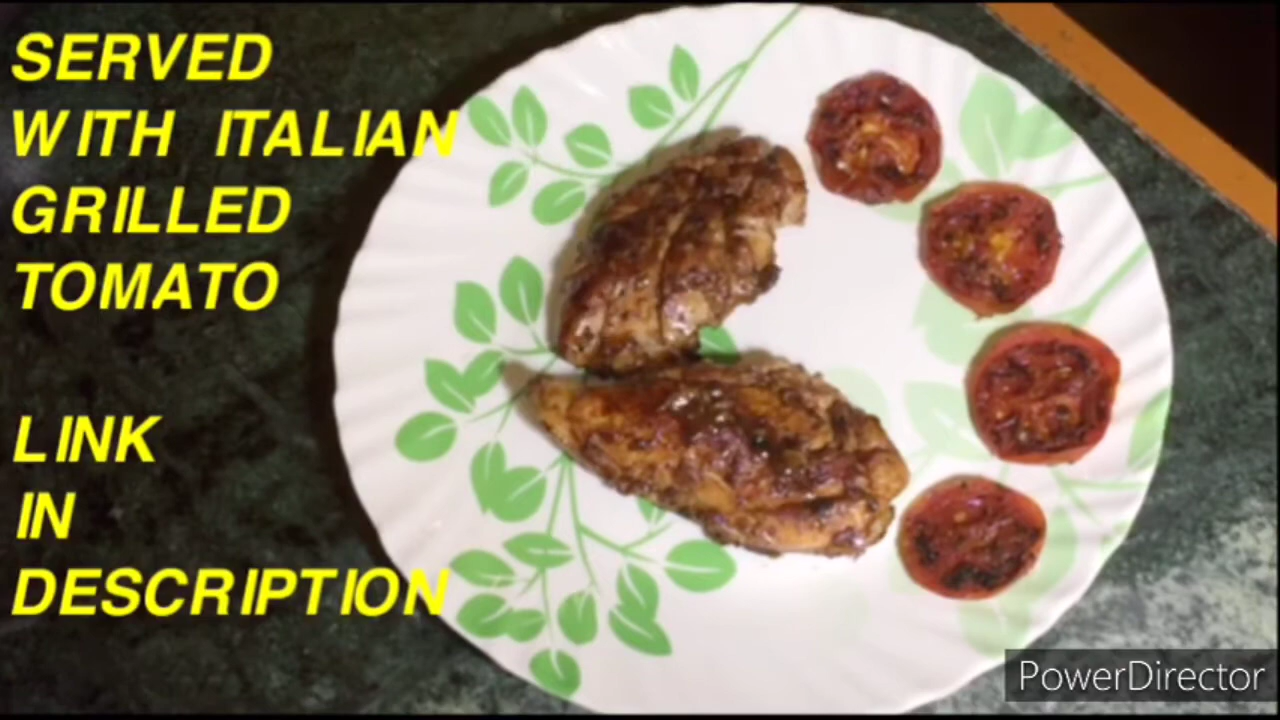 SERVED
WITH ITALIAN
GRILLED
TOMATO
LINK
IN
DESCRIPTION
PowerDirector